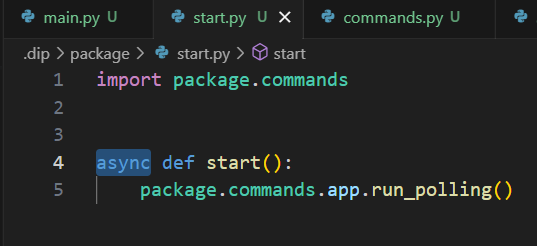 main.py U
start.py U
commands.py U
.dip > package > start.py > start
1 import package.commands
2
3
4 async def start():
5 package.commands.app.run_polling()